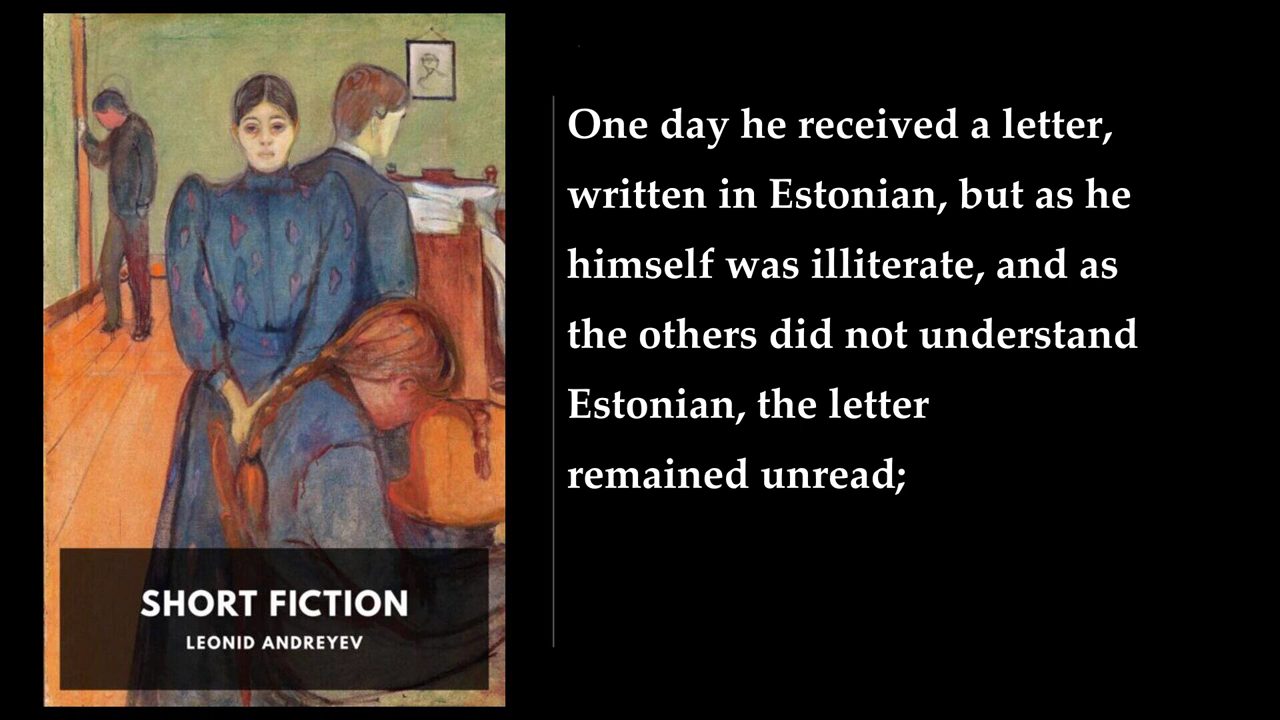 SHORT FICTION
LEONID ANDREYEV
One day he received a letter,
written in Estonian, but as he
himself was illiterate, and as
the others did not understand
Estonian, the letter
remained unread;